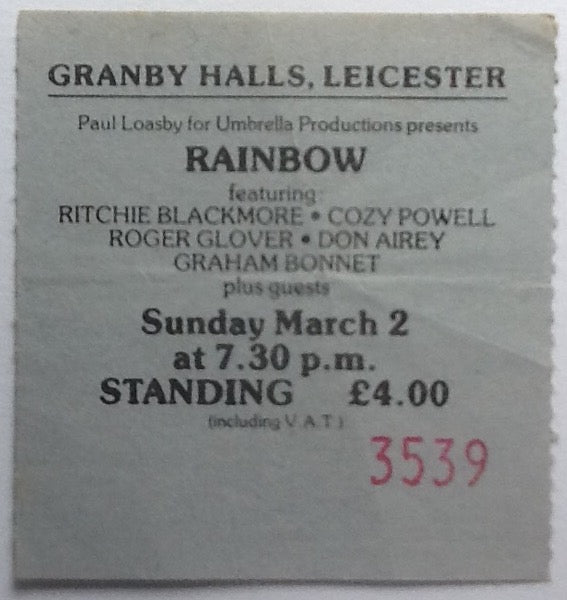 GRANBY HALLS, LEICESTER
Paul Loasby for Umbrella Productions presents
RAINBOW
featuring:
RITCHIE BLACKMORE • COZY POWELL
ROGER GLOVER • DON AIREY
GRAHAM BONNET
plus guests
Sunday March 2
at 7.30 p.m.
STANDING £4.00
(including V.A.T.)
3539